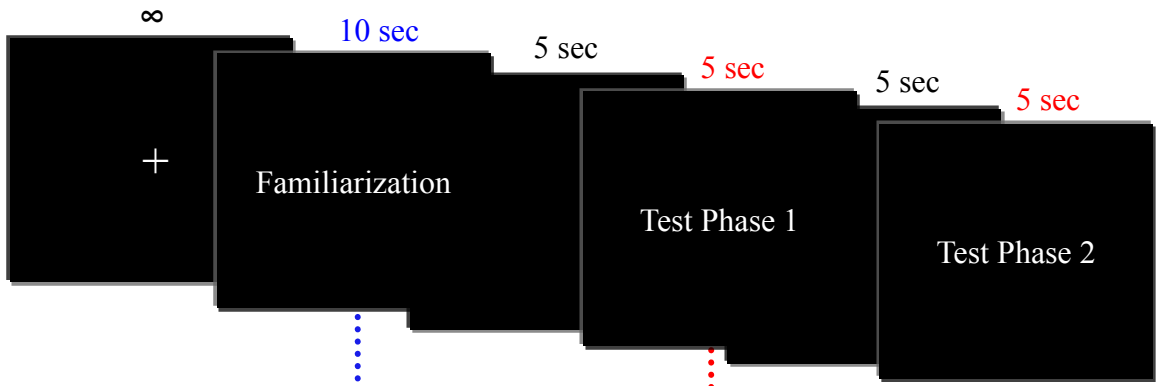 ∞
10 sec
5 sec
5 sec
5 sec
5 sec
+
Familiarization
Test Phase 1
Test Phase 2